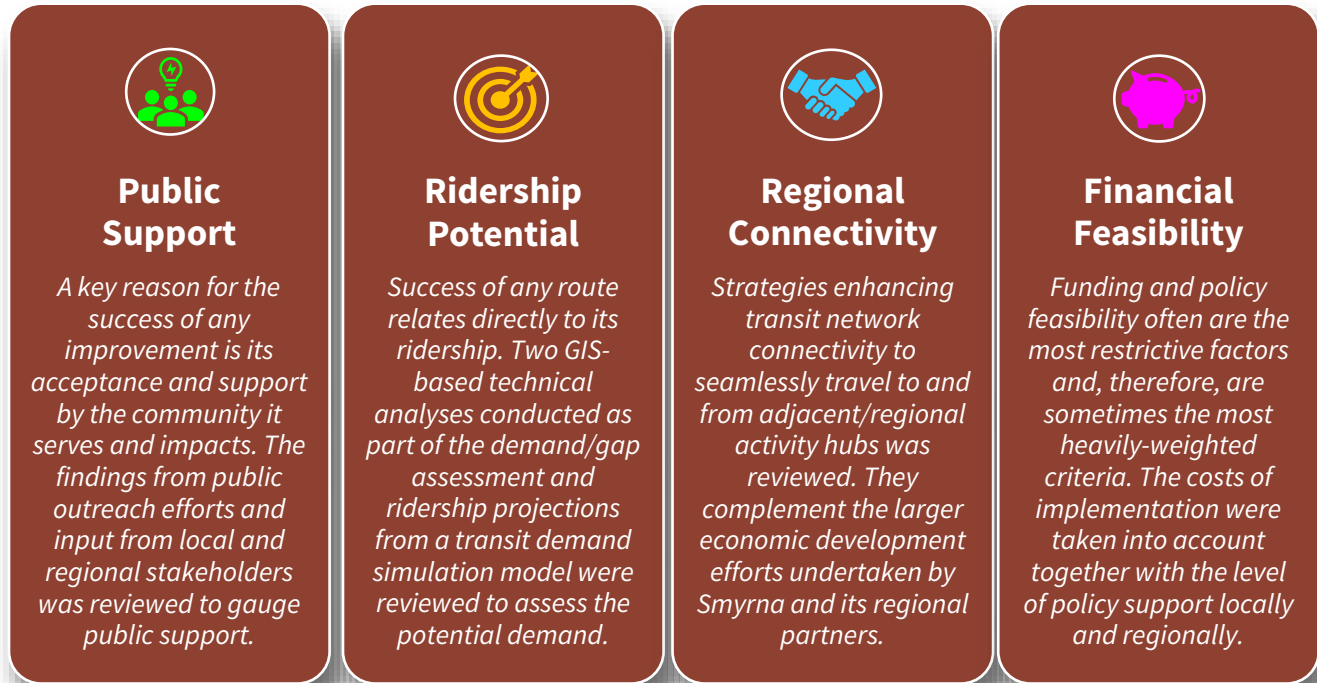 Public
Support
A key reason for the
success of any
improvement is its
acceptance and support
by the community it
serves and impacts. The
findings from public
outreach efforts and
input from local and
regional stakeholders
was reviewed to gauge
public support.
Ridership
Potential
Success of any route
relates directly to its
ridership. Two GIS-
based technical
analyses conducted as
part of the demand/gap
assessment and
ridership projections
from a transit demand
simulation model were
reviewed to assess the
potential demand.
Regional
Connectivity
Strategies enhancing
transit network
connectivity to
seamlessly travel to and
from adjacent/regional
activity hubs was
reviewed. They
complement the larger
economic development
efforts undertaken by
Smyrna and its regional
partners.
Financial
Feasibility
Funding and policy
feasibility often are the
most restrictive factors
and, therefore, are
sometimes the most
heavily-weighted
criteria. The costs of
implementation were
taken into account
together with the level
of policy support locally
and regionally.